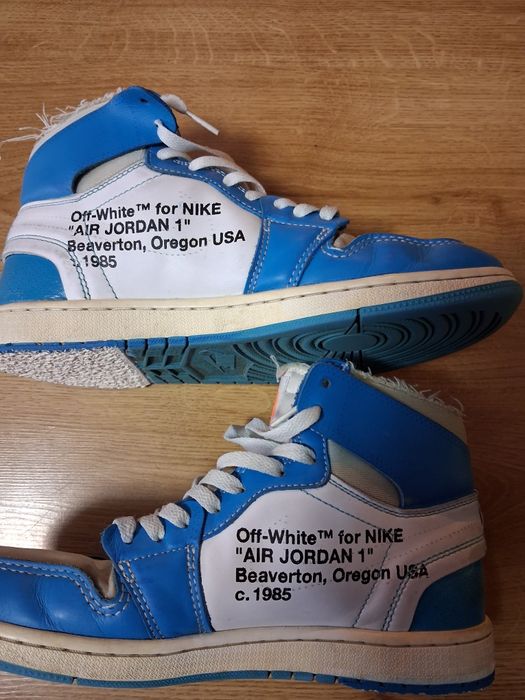 Off-White™ for NIKE
"AIR JORDAN 1"
Beaverton, Oregon USA
. 1985
Off-White™ for NIKE
"AIR JORDAN 1"
Beaverton, Oregon USA
c. 1985